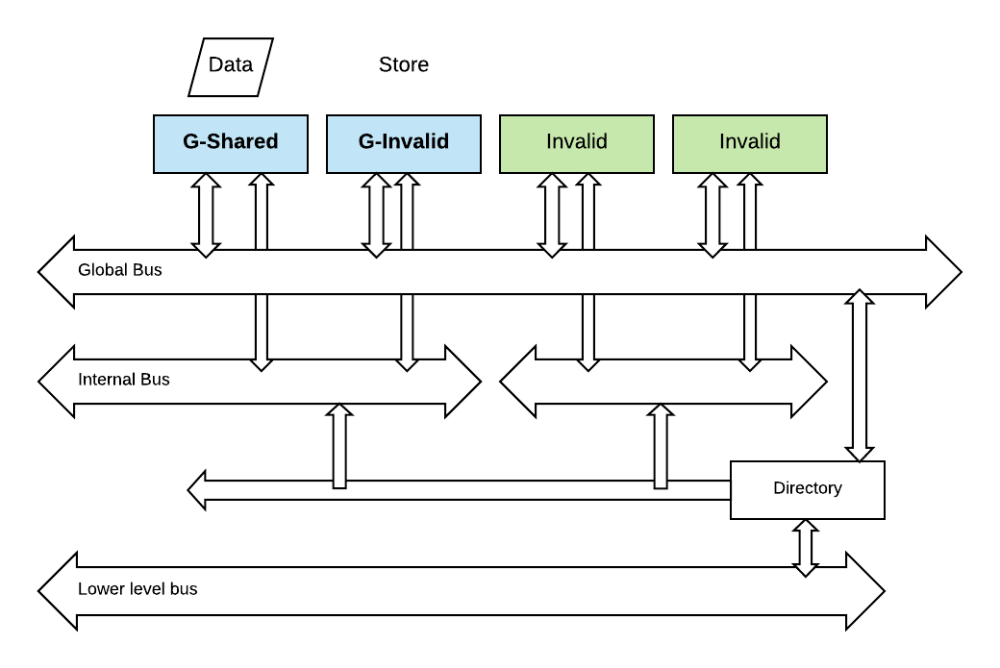 Data
Store
G-Shared
G-Invalid
Invalid
Invalid
Global Bus
Internal Bus
Directory
Lower level bus